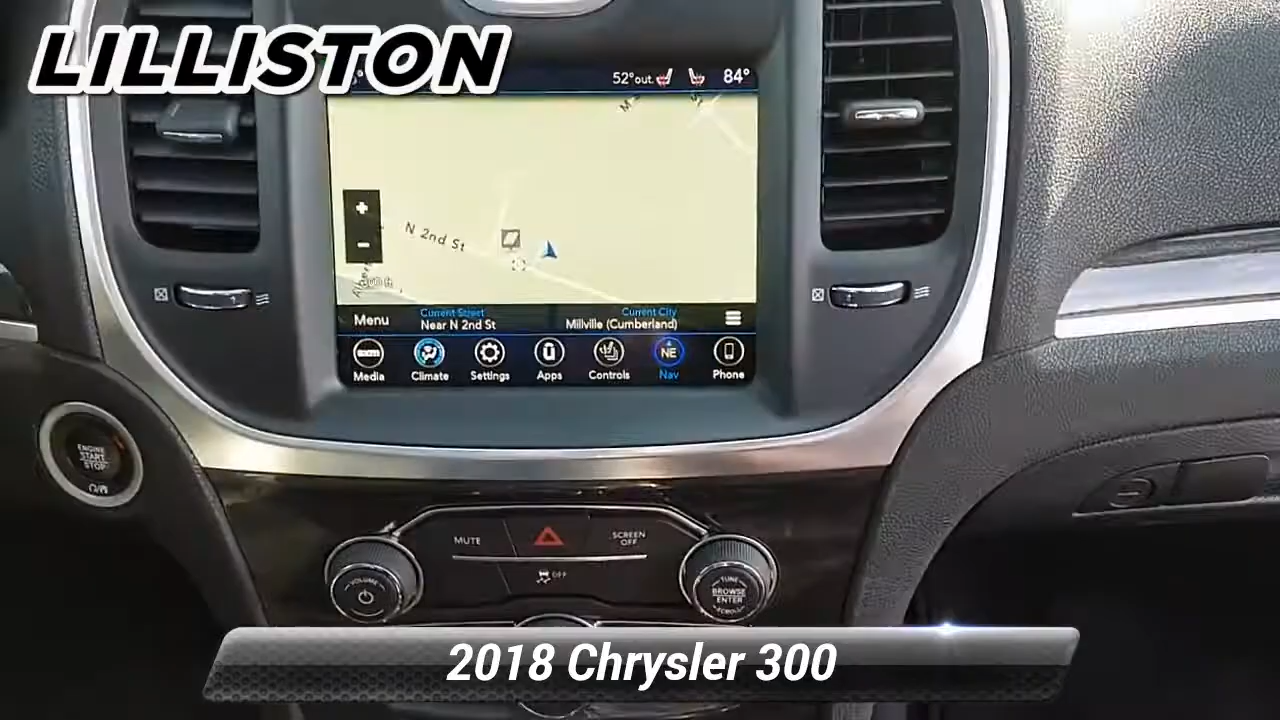 LILLISTON
52°out.
84°
N 2nd St
Menu
Current Street
Near N 2nd St
Current City
Millville (Cumberland)
NE
Media
Climate
Settings
Apps
Controls
Nav
Phone
ENGINE
START
STOP
MUTE
SCREEN
OFF
OFF
VOLUME
TUNE
BROWSE
ENTER
SCROLL
2018 Chrysler 300